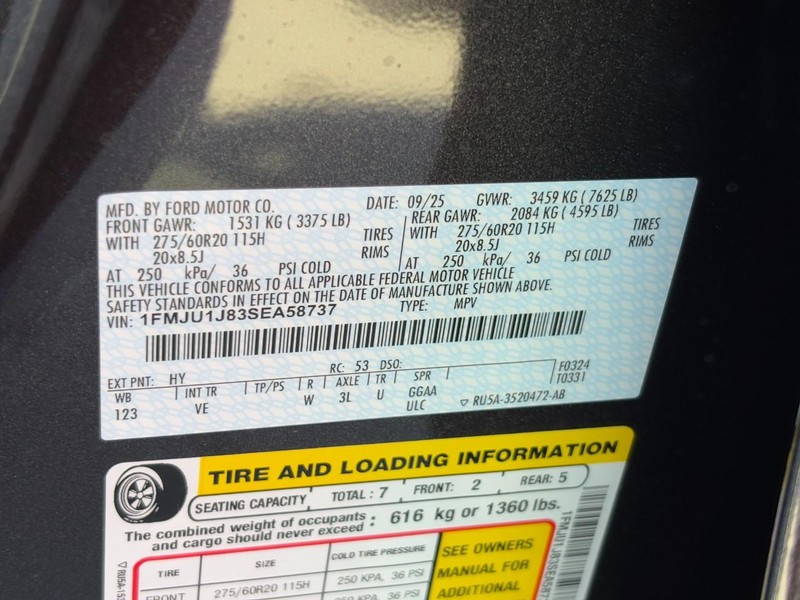 MFD. BY FORD MOTOR CO. DATE: 09/25 GVWR: 3459 KG ( 7625 LB)
FRONT GAWR: 1531 KG ( 3375 LB) REAR GAWR: 2084 KG ( 4595 LB)
WITH 275/60R20 115H TIRES WITH 275/60R20 115H TIRES
20x8.5J RIMS 20x8.5J RIMS
AT 250 kPa/ 36 PSI COLD AT 250 kPa/ 36 PSI COLD
THIS VEHICLE CONFORMS TO ALL APPLICABLE FEDERAL MOTOR VEHICLE
SAFETY STANDARDS IN EFFECT ON THE DATE OF MANUFACTURE SHOWN ABOVE.
VIN: 1FMJU1J83SEA58737 TYPE: MPV
EXT PNT: HY RC: 53 DSO: F0324
T0331
WB INT TR TP/PS R AXLE TR SPR
123 VE W 3L U GGAA
ULC ▽ RU5A-3520472-AB
TIRE AND LOADING INFORMATION
SEATING CAPACITY TOTAL : 7 FRONT: 2 REAR: 5
The combined weight of occupants
and cargo should never exceed : 616 kg or 1360 lbs.
TIRE SIZE COLD TIRE PRESSURE
FRONT 275/60R20 115H 250 KPA, 36 PSI
SEE OWNERS
MANUAL FOR
ADDITIONAL